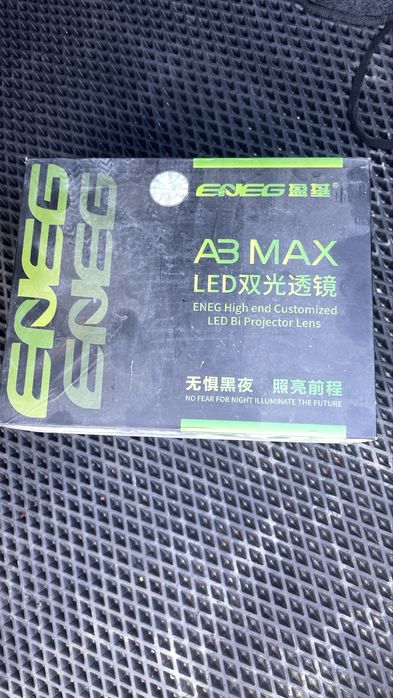 ENEG
ENEG
ENEG 盈基®
A3 MAX
LED双光透镜
ENEG High end Customized
LED Bi Projector Lens
无惧黑夜 照亮前程
NO FEAR FOR NIGHT ILLUMINATE THE FUTURE